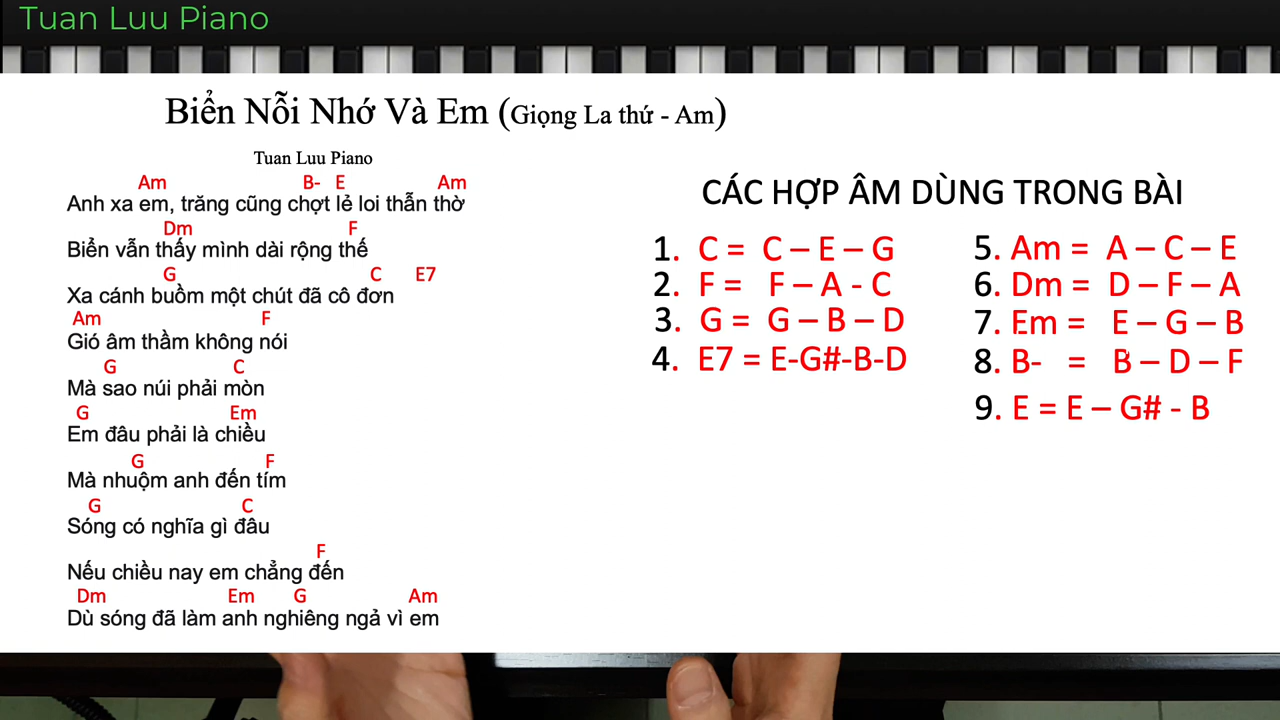 Tuan Luu Piano
Biển Nỗi Nhớ Và Em (Giọng La thứ - Am)
Tuan Luu Piano
Am B- E Am
Anh xa em, trăng cũng chợt lẻ loi thẫn thờ
Dm F
Biển vẫn thấy mình dài rộng thế
G C E7
Xa cánh buồm một chút đã cô đơn
Am F
Gió âm thầm không nói
G C
Mà sao núi phải mòn
G Em
Em đâu phải là chiều
G F
Mà nhuộm anh đến tím
G C
Sóng có nghĩa gì đâu
F
Nếu chiều nay em chẳng đến
Dm Em G Am
Dù sóng đã làm anh nghiêng ngả vì em
CÁC HỢP ÂM DÙNG TRONG BÀI
1. C = C – E – G
2. F = F – A - C
3. G = G – B – D
4. E7 = E-G#-B-D
5. Am = A – C – E
6. Dm = D – F – A
7. Em = E – G – B
8. B- = B – D – F
9. E = E – G# - B